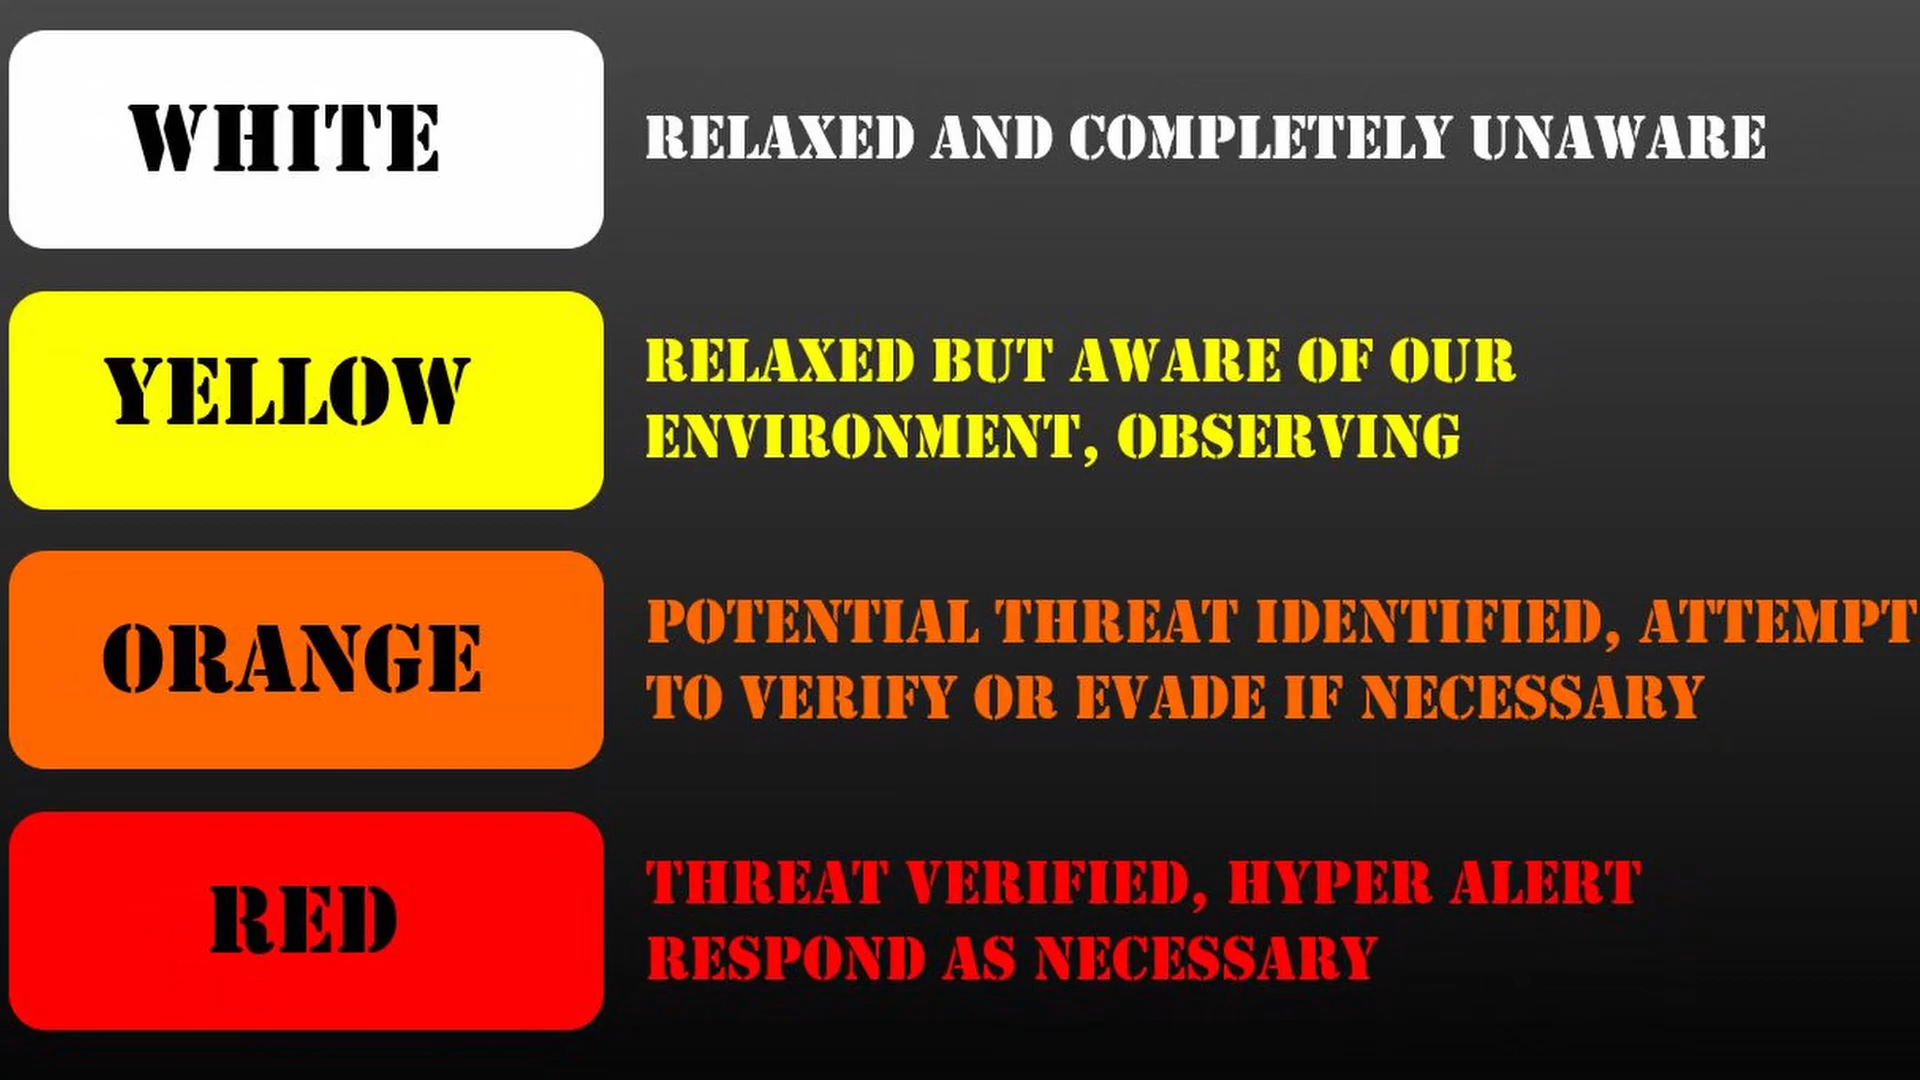 WHITE
RELAXED AND COMPLETELY UNAWARE
YELLOW
RELAXED BUT AWARE OF OUR
ENVIRONMENT, OBSERVING
ORANGE
POTENTIAL THREAT IDENTIFIED, ATTEMPT
TO VERIFY OR EVADE IF NECESSARY
RED
THREAT VERIFIED, HYPER ALERT
RESPOND AS NECESSARY